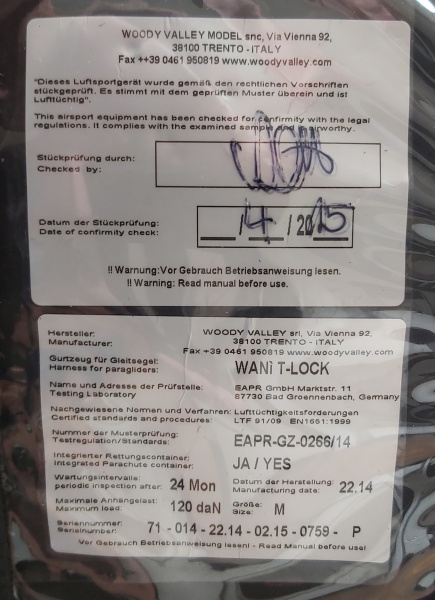 WOODY VALLEY MODEL snc, Via Vienna 92,
38100 TRENTO - ITALY
Fax ++39 0461 950819 www.woodyvalley.com
"Dieses Luftsportgerät wurde gemäß den rechtlichen Vorschriften
stückgeprüft. Es stimmt mit dem geprüften Muster überein und ist
Lufttüchtig".
This airsport equipment has been checked for confirmity with the legal
regulations. It complies with the examined sample and airworthy.
Stückprüfung durch:
Checked by:
Datum der Stückprüfung:
Date of confirmity check:
__/4_/2015
!! Warnung:Vor Gebrauch Betriebsanweisung lesen.
!! Warning: Read manual before use.
Hersteller: WOODY VALLEY srl, Via Vienna 92,
Manufacturer: 38100 TRENTO - ITALY
Fax +39 0461 950819 www.woodyvalley.com
Gurtzeug für Gleitsegel:
Harness for paragliders: WANI T-LOCK
Name und Adresse der Prüfstelle: EAPR GmbH Marktstr. 11
Testing Laboratory 87730 Bad Groennenbach, Germany
Nachgewiesene Normen und Verfahren: Luftüchtigkeitsforderungen
Certified standards and procedures: LTF 91/09 EN1651:1999
Nummer der Musterprüfung:
Testregulation/Standards: EAPR-GZ-0266/14
Integrierter Rettungscontainer:
Integrated Parachute container: JA / YES
Wartungsintervalle: Datum der Herstellung:
periodic inspection after: 24 Mon Manufacturing date: 22.14
Maximale Anhängelast: Größe:
Maximum load: 120 daN Size: M
Seriennummer:
Serialnumber: 71 - 014 - 22.14 - 02.15 - 0759 - P
Vor Gebrauch Betriebsanweisung lesen! - Read Manual before use!